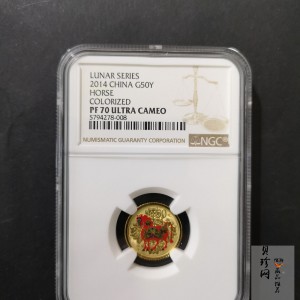 LUNAR SERIES
2014 CHINA G50Y
HORSE
COLORIZED
PF 70 ULTRA CAMEO
5794278-008
NUMISMATIC GUARANTY CORPORATION
NGC
贝珍网